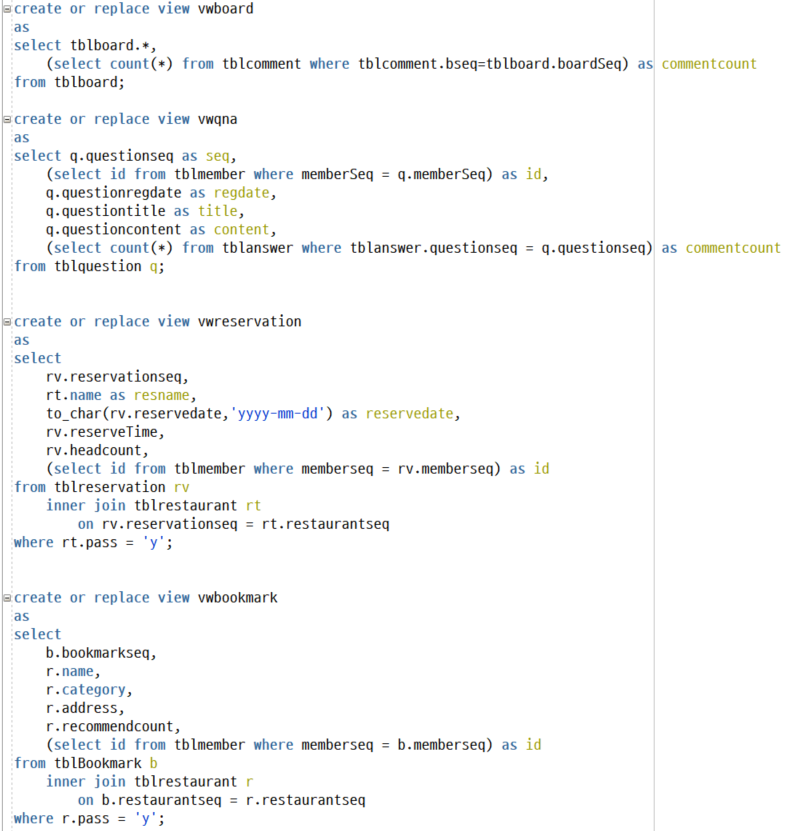 create or replace view vwboard
as
select tblboard.*,
    (select count(*) from tblcomment where tblcomment.bseq=tblboard.boardSeq) as commentcount
from tblboard;

create or replace view vwqna
as
select q.questionseq as seq,
    (select id from tblmember where memberSeq = q.memberSeq) as id,
    q.questionregdate as regdate,
    q.questiontitle as title,
    q.questioncontent as content,
    (select count(*) from tblanswer where tblanswer.questionseq = q.questionseq) as commentcount
from tblquestion q;

create or replace view vwreservation
as
select
    rv.reservationseq,
    rt.name as resname,
    to_char(rv.reservedate,'yyyy-mm-dd') as reservedate,
    rv.reserveTime,
    rv.headcount,
    (select id from tblmember where memberseq = rv.memberseq) as id
from tblreservation rv
    inner join tblrestaurant rt
        on rv.reservationseq = rt.restaurantseq
where rt.pass = 'y';

create or replace view vwbookmark
as
select
    b.bookmarkseq,
    r.name,
    r.category,
    r.address,
    r.recommendcount,
    (select id from tblmember where memberseq = b.memberseq) as id
from tblBookmark b
    inner join tblrestaurant r
        on b.restaurantseq = r.restaurantseq
where r.pass = 'y';